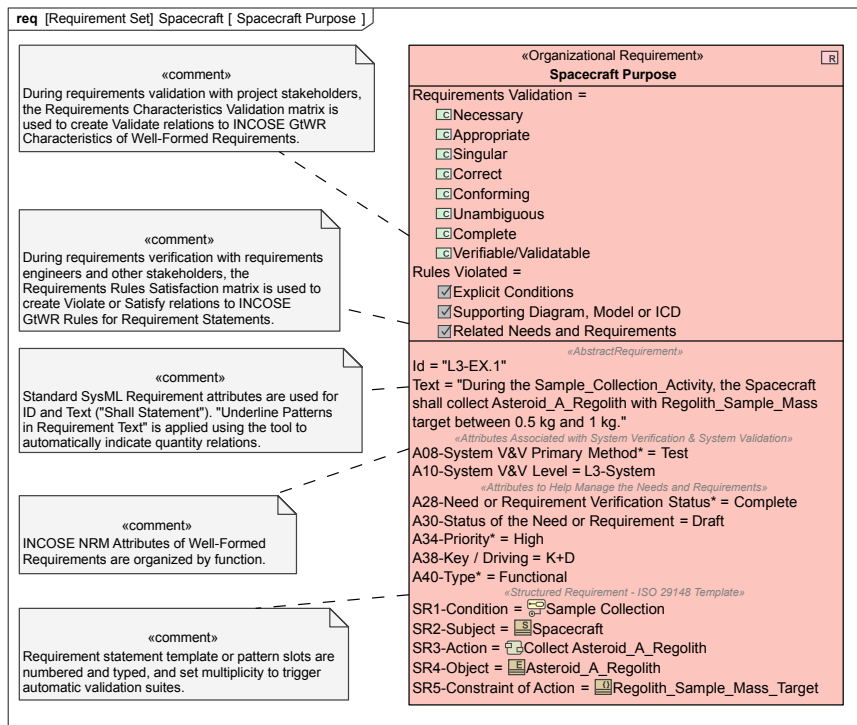 req [Requirement Set] Spacecraft [ Spacecraft Purpose ]
«comment»
During requirements validation with project stakeholders,
the Requirements Characteristics Validation matrix is
used to create Validate relations to INCOSE GtWR
Characteristics of Well-Formed Requirements.
«comment»
During requirements verification with requirements
engineers and other stakeholders, the
Requirements Rules Satisfaction matrix is used to
create Violate or Satisfy relations to INCOSE
GtWR Rules for Requirement Statements.
«comment»
Standard SysML Requirement attributes are used for
ID and Text ("Shall Statement"). "Underline Patterns
in Requirement Text" is applied using the tool to
automatically indicate quantity relations.
«comment»
INCOSE NRM Attributes of Well-Formed
Requirements are organized by function.
«comment»
Requirement statement template or pattern slots are
numbered and typed, and set multiplicity to trigger
automatic validation suites.
«Organizational Requirement»
R
Spacecraft Purpose
Requirements Validation =
C Necessary
C Appropriate
C Singular
C Correct
C Conforming
C Unambiguous
C Complete
C Verifiable/Validatable
Rules Violated =
Explicit Conditions
Supporting Diagram, Model or ICD
Related Needs and Requirements
«AbstractRequirement»
Id = "L3-EX.1"
Text = "During the Sample_Collection_Activity, the Spacecraft
shall collect Asteroid_A_Regolith with Regolith_Sample_Mass
target between 0.5 kg and 1 kg."
«Attributes Associated with System Verification & System Validation»
A08-System V&V Primary Method* = Test
A10-System V&V Level = L3-System
«Attributes to Help Manage the Needs and Requirements»
A28-Need or Requirement Verification Status* = Complete
A30-Status of the Need or Requirement = Draft
A34-Priority* = High
A38-Key / Driving = K+D
A40-Type* = Functional
«Structured Requirement - ISO 29148 Template»
SR1-Condition = Sample Collection
SR2-Subject = S Spacecraft
SR3-Action = Collect Asteroid_A_Regolith
SR4-Object = E Asteroid_A_Regolith
SR5-Constraint of Action = {} Regolith_Sample_Mass_Target